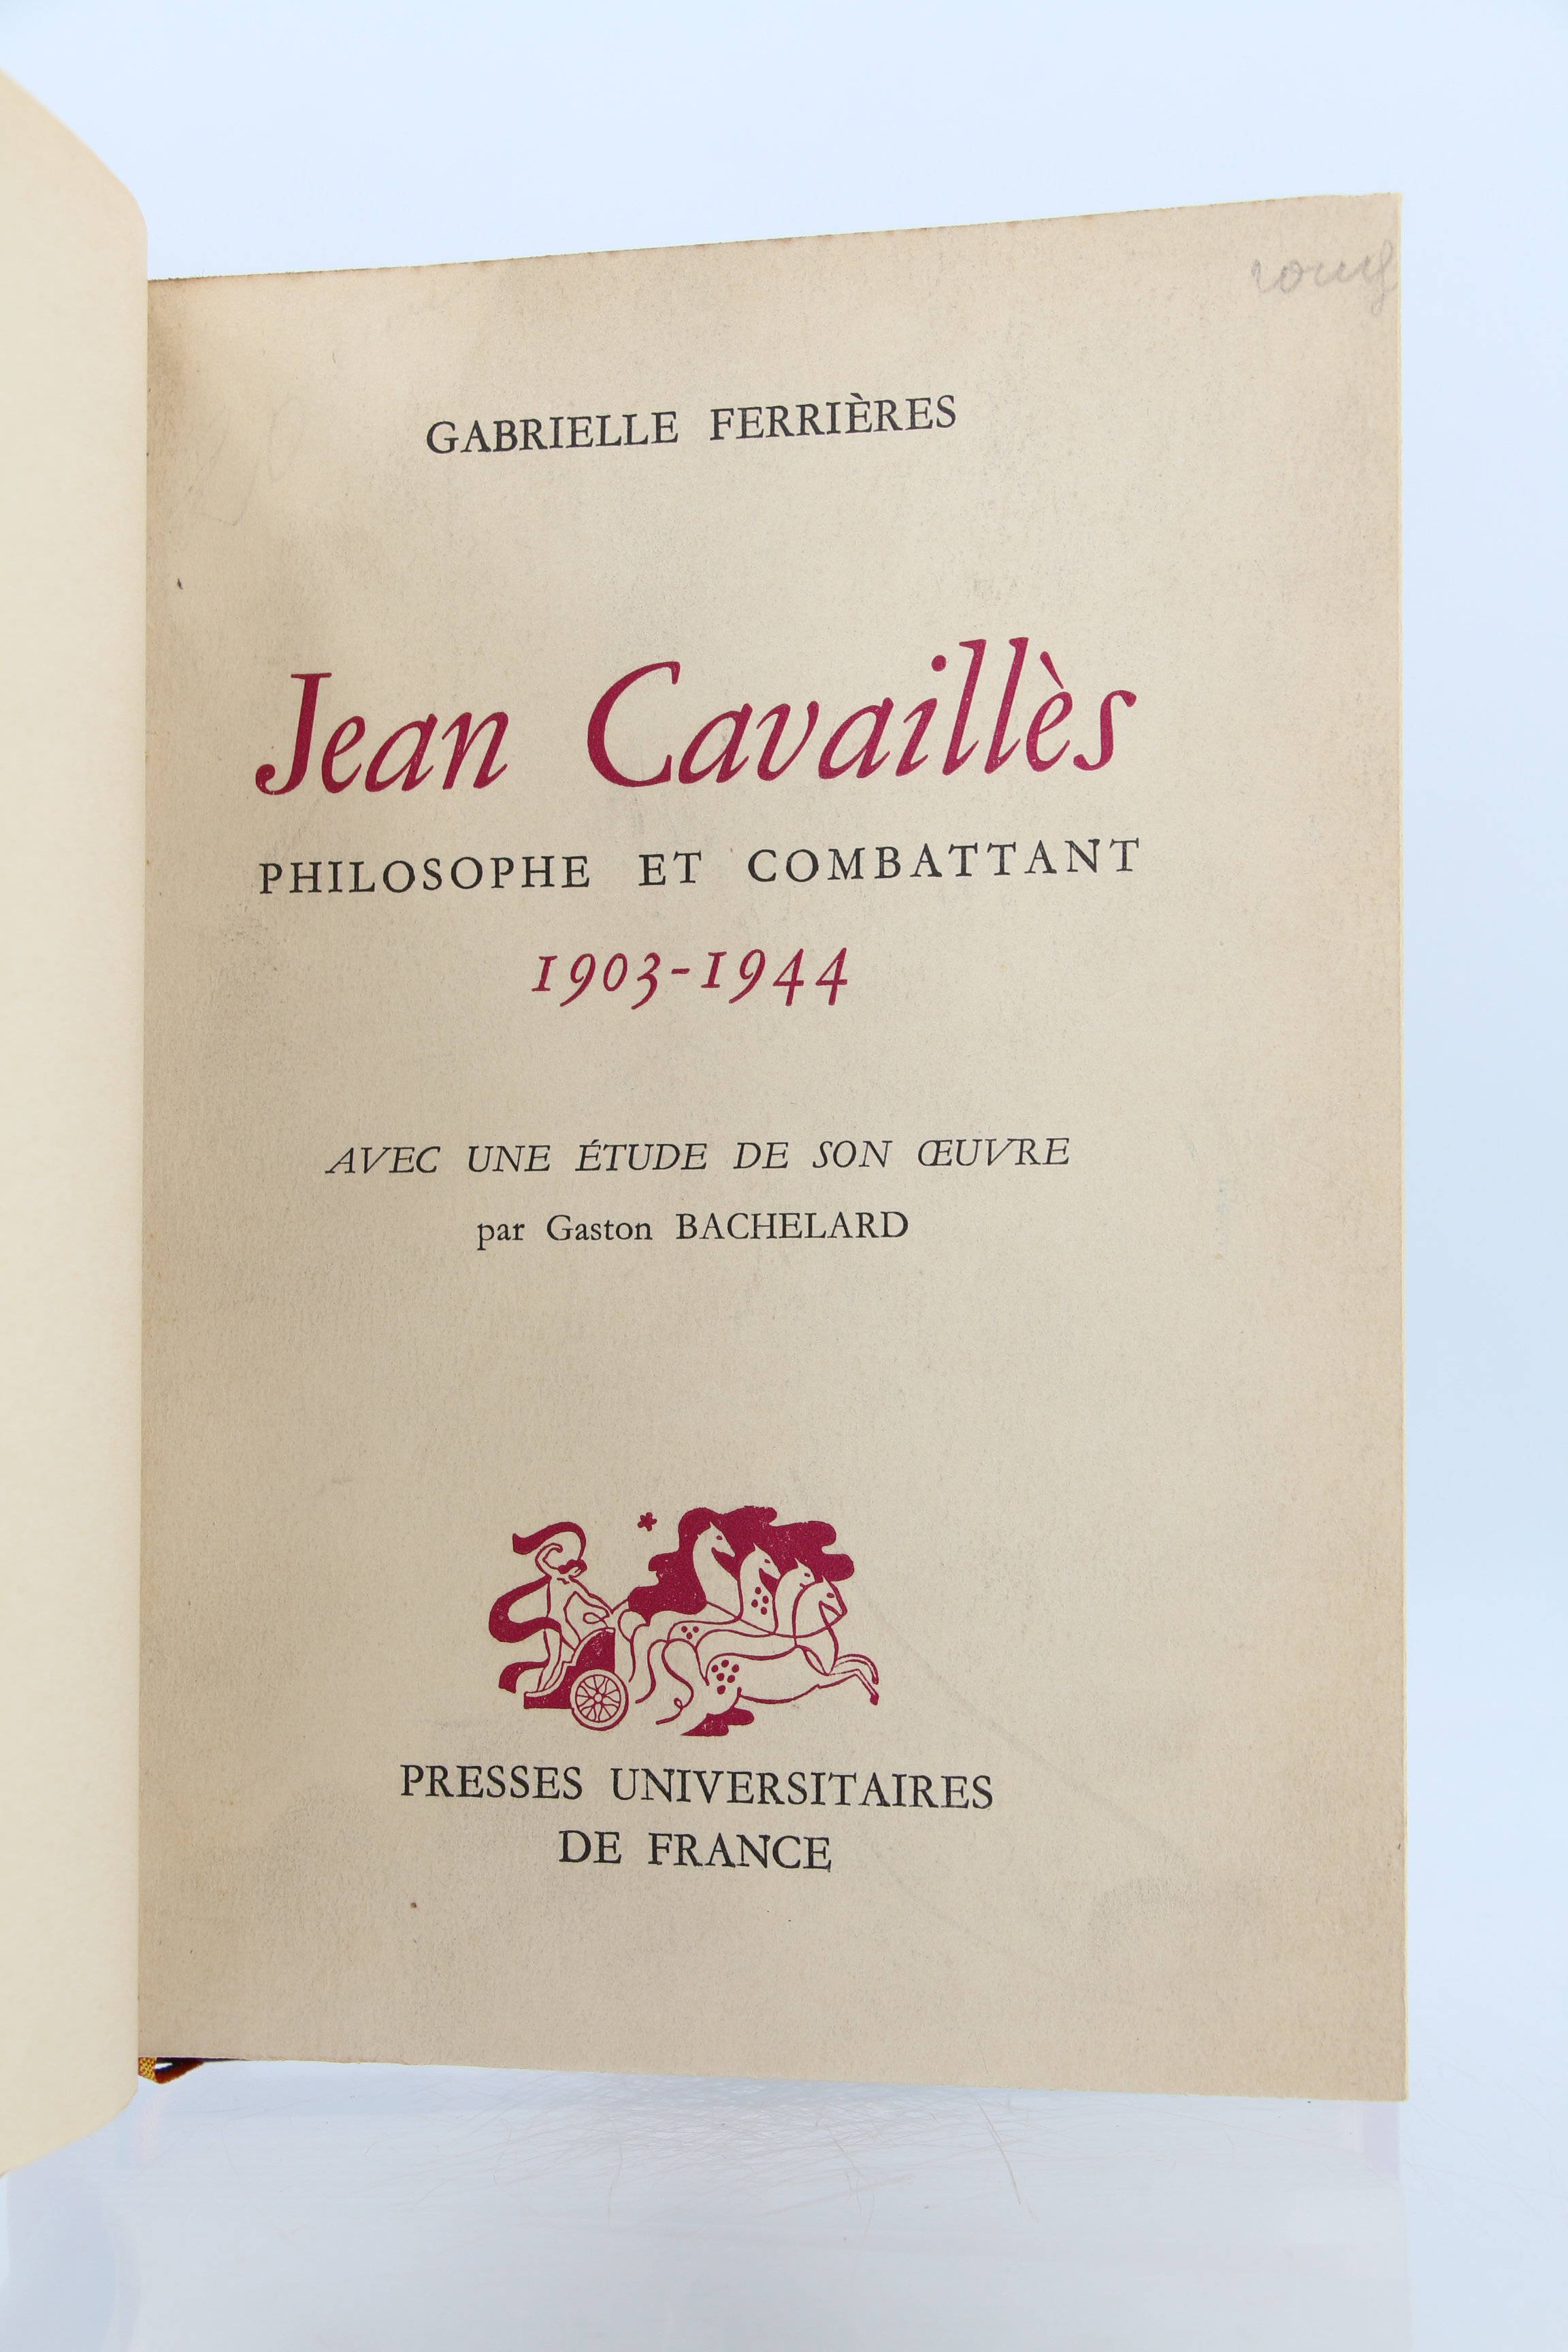 GABRIELLE FERRIÈRES
Jean Cavaillès
PHILOSOPHE ET COMBATTANT
1903-1944
AVEC UNE ÉTUDE DE SON ŒUVRE
par Gaston BACHELARD
PRESSES UNIVERSITAIRES
DE FRANCE